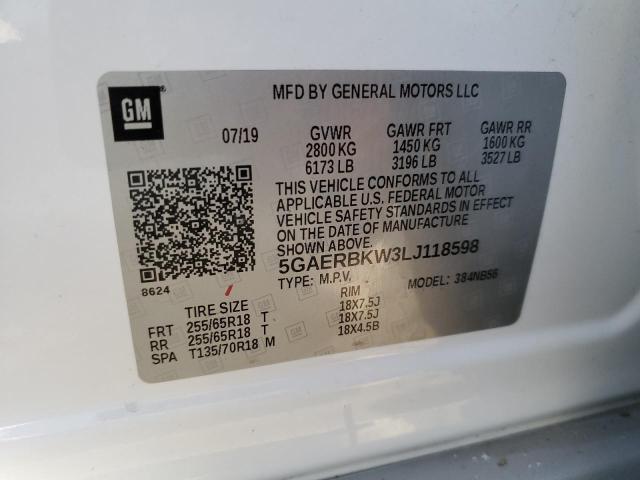 GM ®
MFD BY GENERAL MOTORS LLC
07/19 GVWR GAWR FRT GAWR RR
2800 KG 1450 KG 1600 KG
6173 LB 3196 LB 3527 LB
THIS VEHICLE CONFORMS TO ALL
APPLICABLE U.S. FEDERAL MOTOR
VEHICLE SAFETY STANDARDS IN
EFFECT ON THE DATE OF MANUFACTURE
SHOWN ABOVE.
5GAERBKW3LJ118598
TYPE: M.P.V. MODEL: 384NB56
8624
TIRE SIZE RIM
FRT 255/65R18 T 18X7.5J
RR 255/65R18 T 18X7.5J
SPA T135/70R18 M 18X4.5B